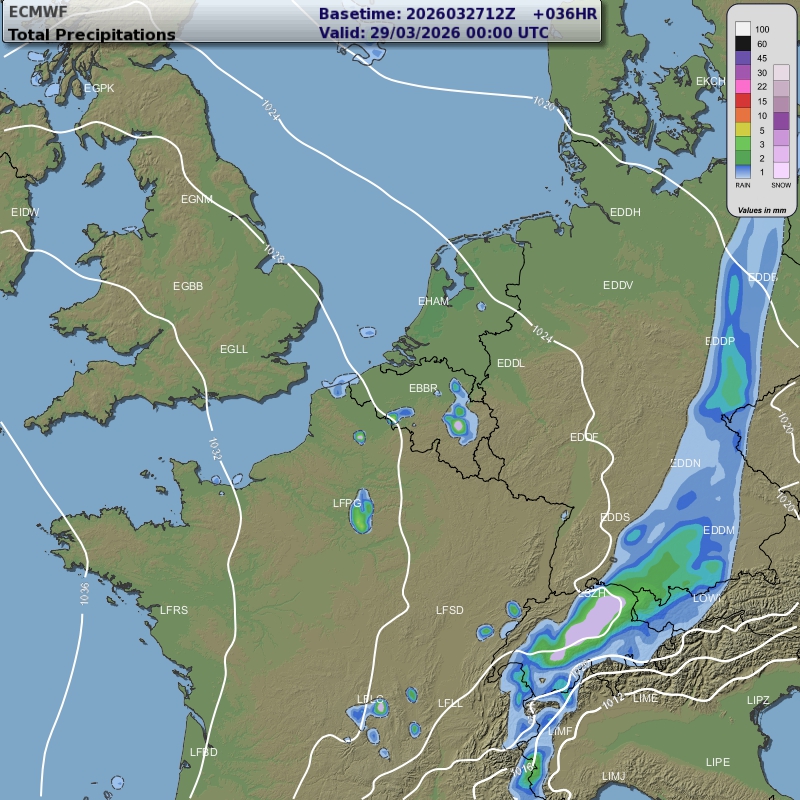 ECMWF
Basetime: 2026032712Z +036HR
Total Precipitations
Valid: 29/03/2026 00:00 UTC
100
60
45
30
22
15
10
5
3
2
1
RAIN SNOW
Values in mm
EGPK
EKCH
1024
1020
EGNM
EIDW
EDDH
1028
EGBB
EDDV
EHAM
1024
EDDP
EGLL
EDDL
EBBR
1020
EDDF
1032
EDDN
LFPG
EDDS
EDDM
1036
LSZH
LFRS
LFSD
LFLC
LFLL
1012
LIME
LIPZ
LIMF
LFBD
1016
LIPE
LIMJ